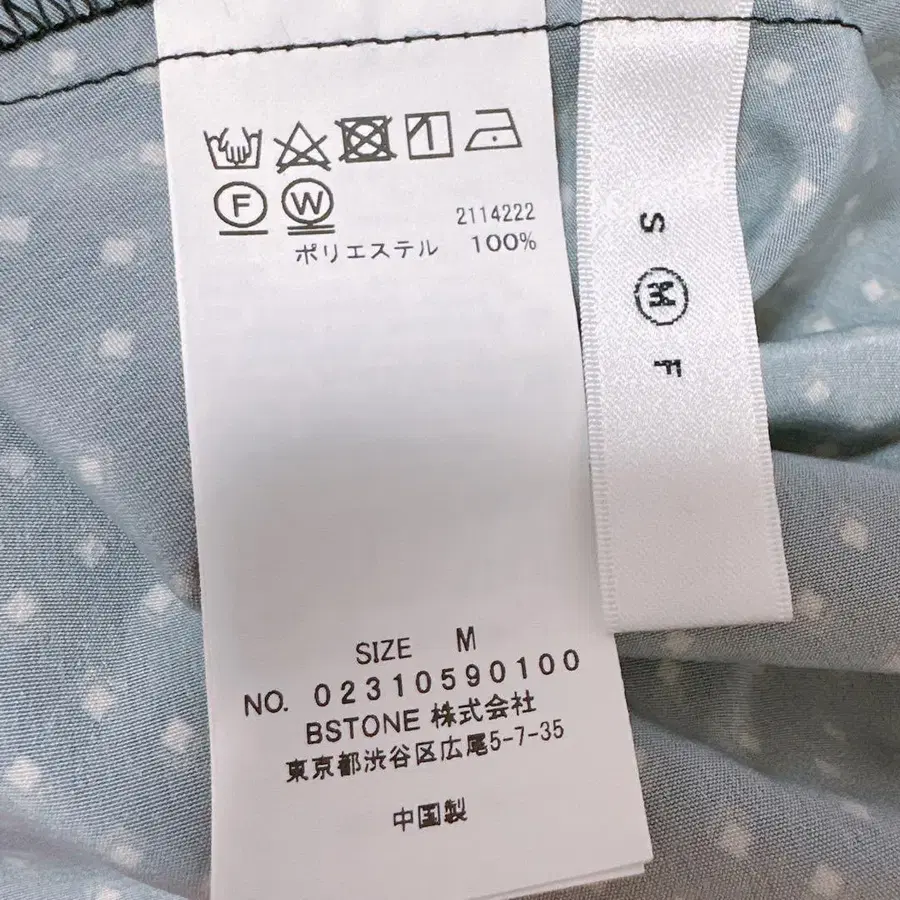 F W
2114222
ポリエステル 100%
SIZE M
NO. 02310590100
BSTONE 株式会社
東京都渋谷区広尾5-7-35
中国製
S
M
F